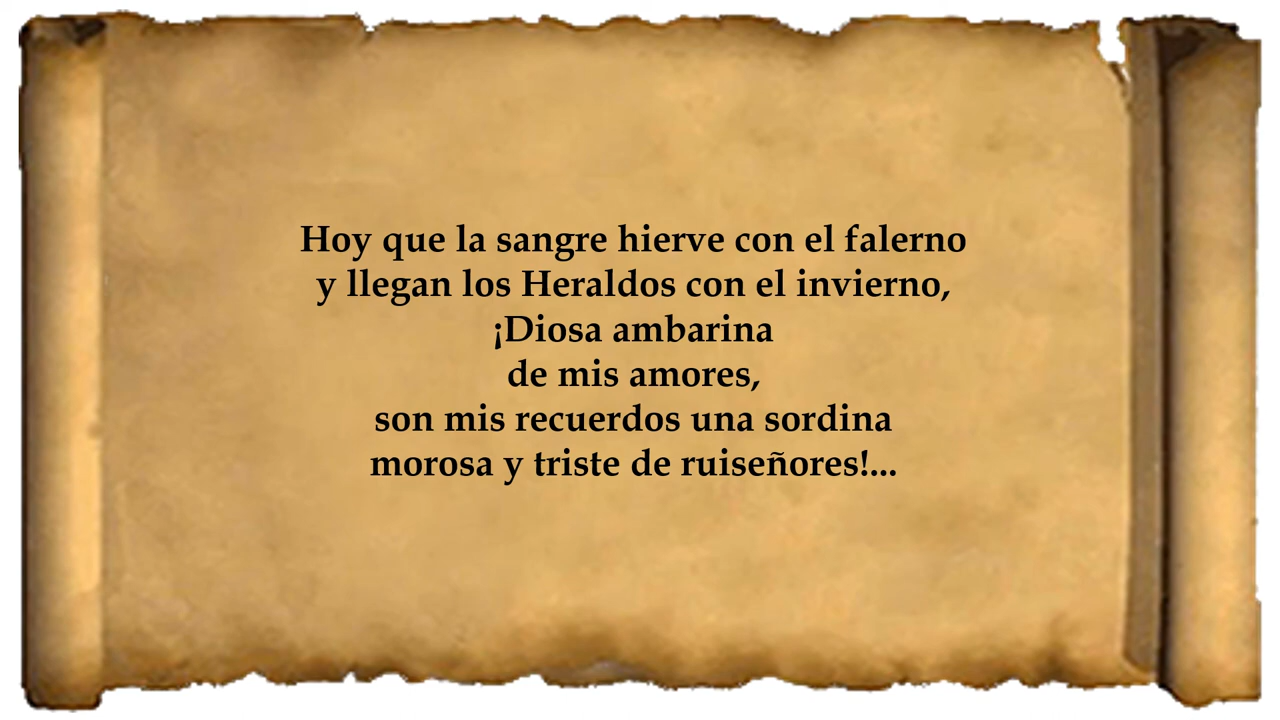 Hoy que la sangre hierve con el falerno
y llegan los Heraldos con el invierno,
¡Diosa ambarina
de mis amores,
son mis recuerdos una sordina
morosa y triste de ruiseñores!...